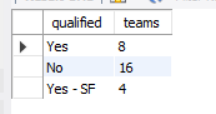 qualified teams
Yes 8
No 16
Yes - SF 4